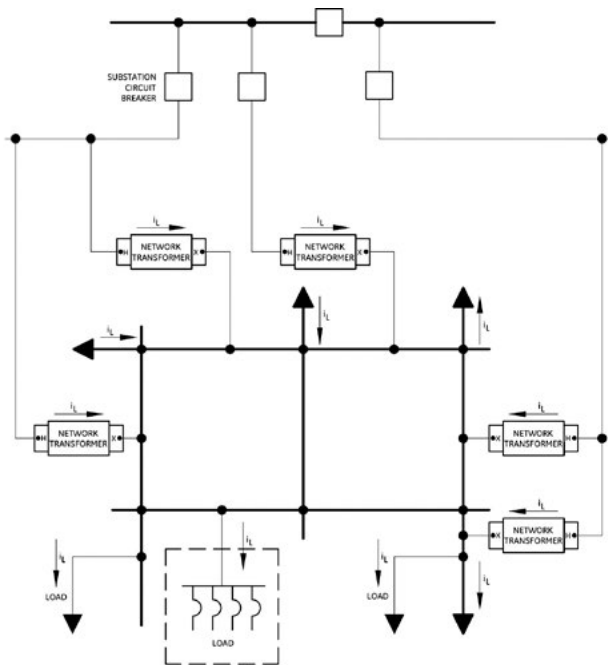 SUBSTATION
CIRCUIT
BREAKER
iL
H
NETWORK
TRANSFORMER
X
iL
H
NETWORK
TRANSFORMER
X
iL
iL
iL
iL
H
NETWORK
TRANSFORMER
X
iL
X
NETWORK
TRANSFORMER
H
iL
X
NETWORK
TRANSFORMER
H
iL
LOAD
iL
LOAD
iL
LOAD
iL